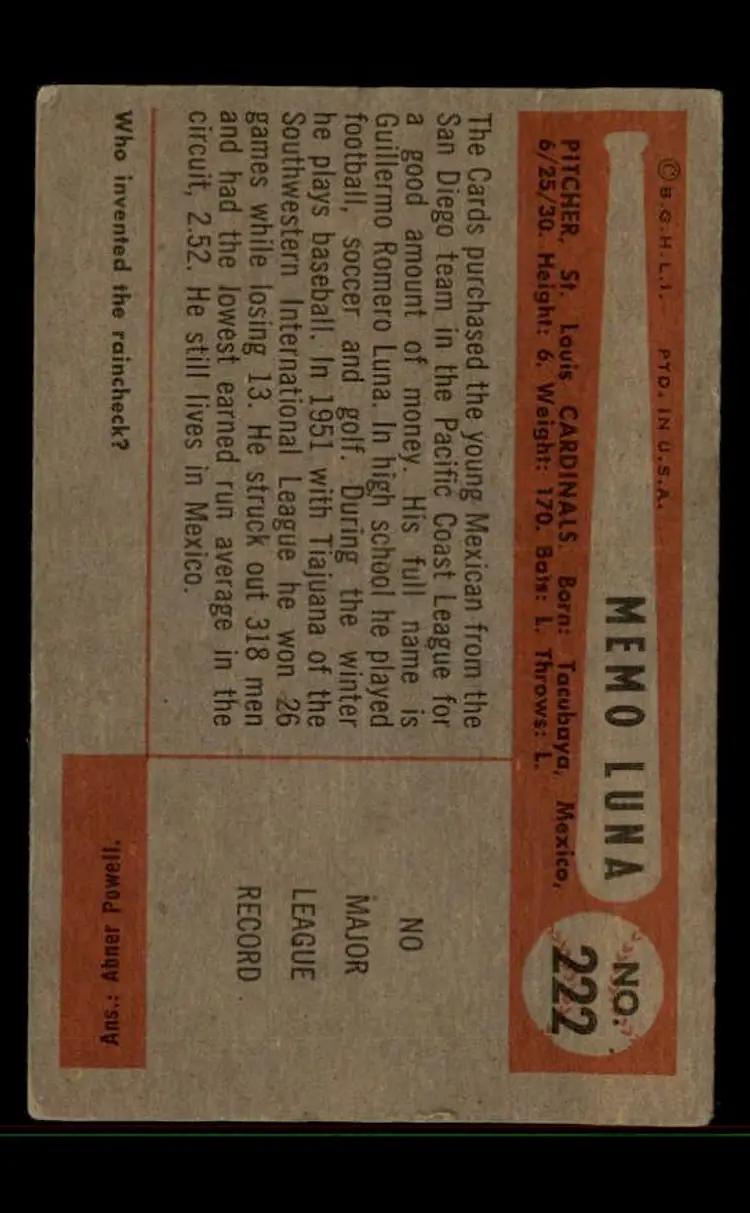 © B.G.H.L.I. PTD. IN U.S.A.
MEMO LUNA
NO.
222
PITCHER, St. Louis CARDINALS. Born: Tacubaya, Mexico,
6/25/30. Height: 6. Weight: 170. Bats: L. Throws: L.
The Cards purchased the young Mexican from the
San Diego team in the Pacific Coast League for
a good amount of money. His full name is
Guillermo Romero Luna. In high school he played
football, soccer and golf. During the winter
he plays baseball. In 1951 with Tiajuana of the
Southwestern International League he won 26
games while losing 13. He struck out 318 men
and had the lowest earned run average in the
circuit, 2.52. He still lives in Mexico.
NO
MAJOR
LEAGUE
RECORD
Who invented the raincheck?
Ans.: Abner Powell.